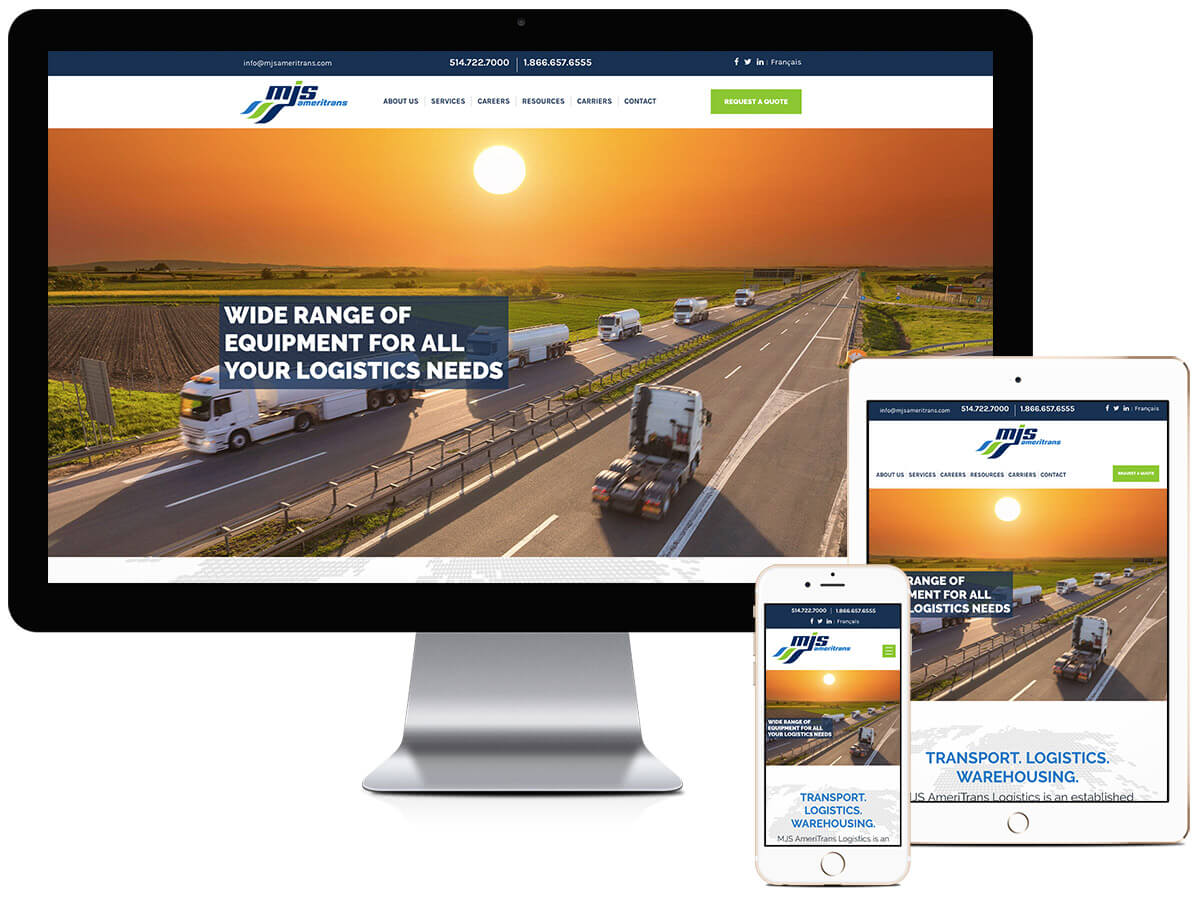 info@mjsameritrans.com 514.722.7000 | 1.866.657.6555 Français
mjs
ameritrans
ABOUT US SERVICES CAREERS RESOURCES CARRIERS CONTACT REQUEST A QUOTE
WIDE RANGE OF
EQUIPMENT FOR ALL
YOUR LOGISTICS NEEDS
info@mjsameritrans.com 514.722.7000 | 1.866.657.6555 Français
mjs
ameritrans
ABOUT US SERVICES CAREERS RESOURCES CARRIERS CONTACT REQUEST A QUOTE
RANGE OF
MENT FOR ALL
LOGISTICS NEEDS
TRANSPORT. LOGISTICS.
WAREHOUSING.
JS AmeriTrans Logistics is an established
514.722.7000 | 1.866.657.6555
Français
mjs
ameritrans
WIDE RANGE OF
EQUIPMENT FOR ALL
YOUR LOGISTICS NEEDS
TRANSPORT.
LOGISTICS.
WAREHOUSING.
MJS AmeriTrans Logistics is an